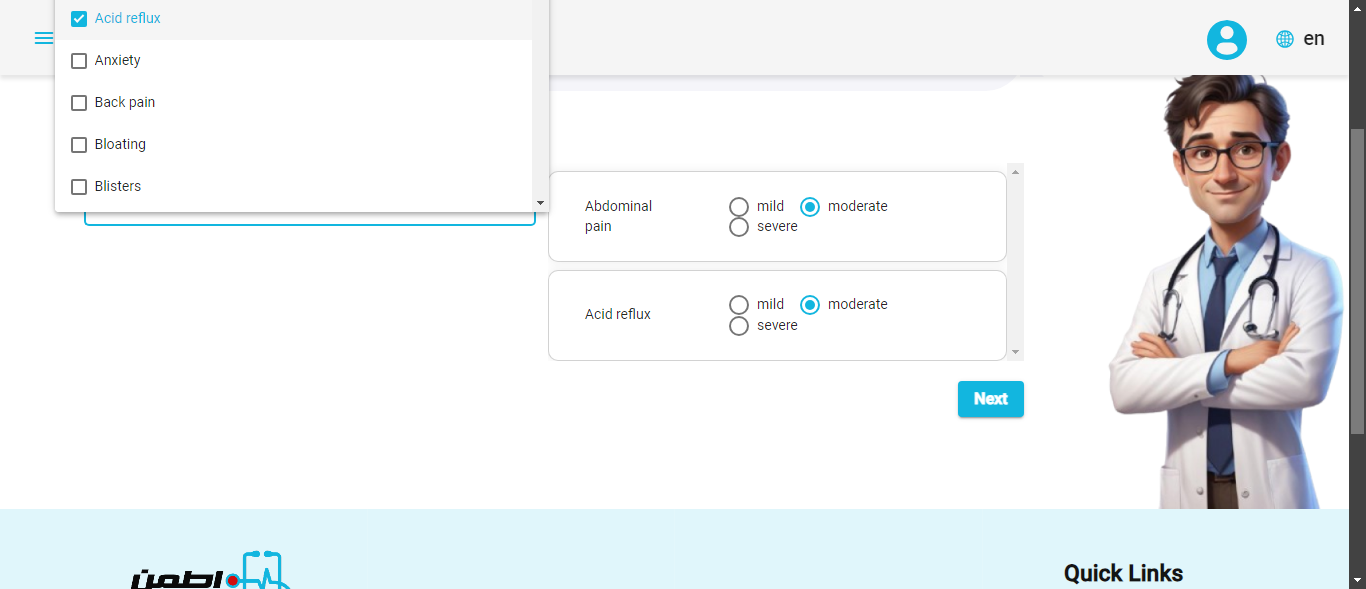 Acid reflux
en
Anxiety
Back pain
Bloating
Blisters
Abdominal
pain
mild
moderate
severe
Acid reflux
mild
moderate
severe
Next
Quick Links